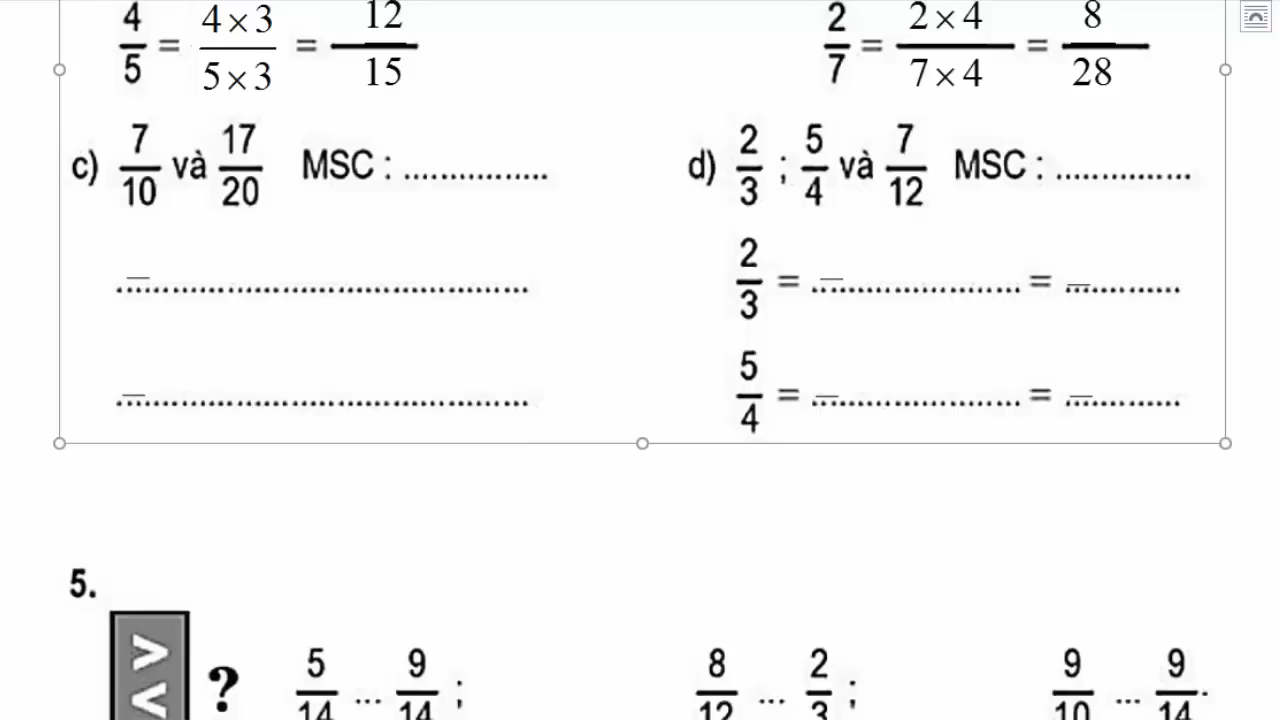 4/5 = 4×3/5×3 = 12/15    2/7 = 2×4/7×4 = 8/28
c) 7/10 và 17/20 MSC : ................    d) 2/3 ; 5/4 và 7/12 MSC : ...............
.............................................    2/3 = ....................... = .............
.............................................    5/4 = ....................... = .............
5.
> < ? 5/14 ... 9/14 ;    8/12 ... 2/3 ;    9/10 ... 9/14 .